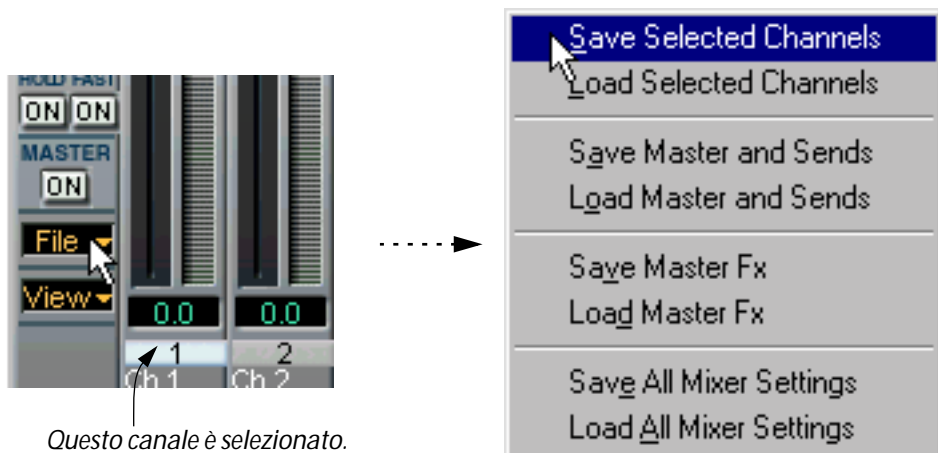 HOLD FAST
ON ON
MASTER
ON
File
View
0.0 0.0
1 2
Ch 1 Ch 2
Questo canale è selezionato.
Save Selected Channels
Load Selected Channels
Save Master and Sends
Load Master and Sends
Save Master Fx
Load Master Fx
Save All Mixer Settings
Load All Mixer Settings